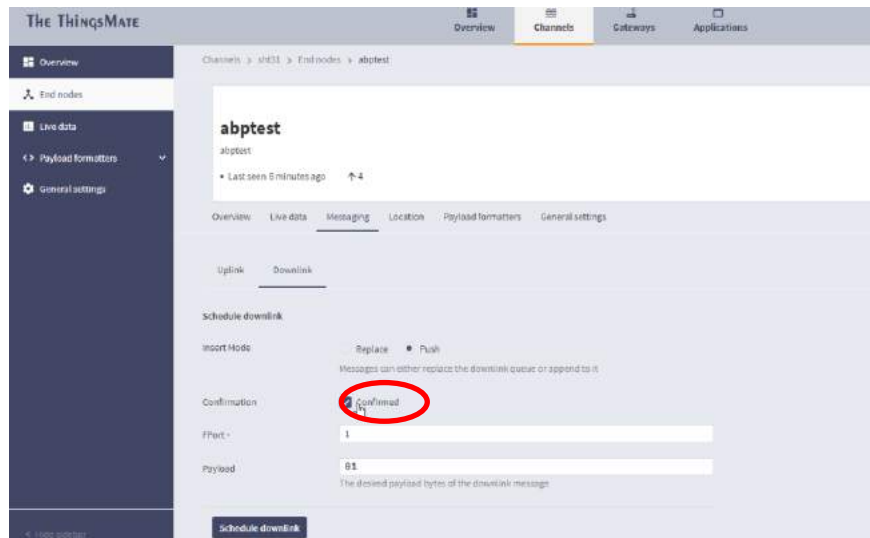 The ThingsMate
Overview
Channels
Gateways
Applications
Overview
End nodes
Live data
Payload formatters
General settings
Hide sidebar
Channels > sht31 > End nodes > abptest
abptest
abptest
• Last seen 6 minutes ago ↑4
Overview Live data Messaging Location Payload formatters General settings
Uplink Downlink
Schedule downlink
Insert Mode
Replace Push
Messages can either replace the downlink queue or append to it
Confirmation
Confirmed
FPort
1
Payload
01
The desired payload bytes of the downlink message
Schedule downlink